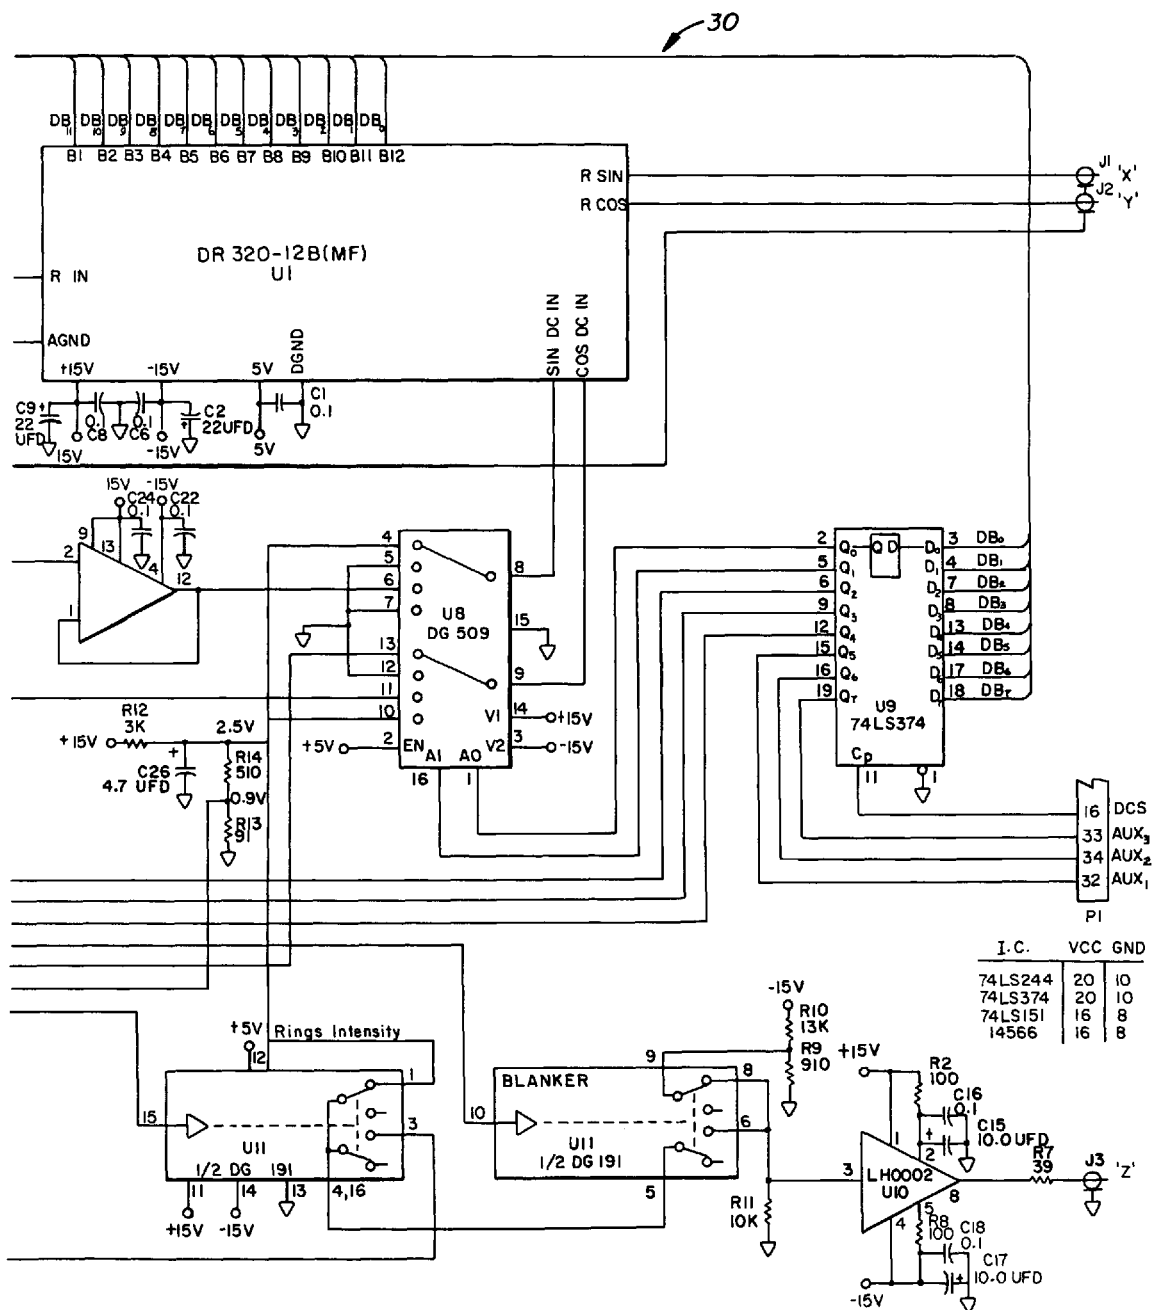 30
DB11 DB10 DB9 DB8 DB7 DB6 DB5 DB4 DB3 DB2 DB1 DB0
B1 B2 B3 B4 B5 B6 B7 B8 B9 B10 B11 B12
R SIN
J1 'X'
R COS
J2 'Y'
DR 320-12B(MF)
U1
R IN
AGND
SIN DC IN
COS DC IN
+15V -15V 5V DGND
C9 + 22 UFD
0.1 C8
0.1 C6
C2 22UFD
C1 0.1
15V -15V 5V
15V C24 0.1
-15V C22 0.1
9 13 4
2 12
1
4
5
6
7
13
12
11
10
2
8
15
9
14
3
U8
DG 509
V1 +15V
V2 -15V
+5V EN
A1 A0
16 1
R12
3K
2.5V
+15V
+
C26
4.7 UFD
R14
510
0.9V
R13
91
2 Q0 Q D D0 3 DB0
5 Q1 D1 4 DB1
6 Q2 D2 7 DB2
9 Q3 D3 8 DB3
12 Q4 D4 13 DB4
15 Q5 D5 14 DB5
16 Q6 D6 17 DB6
19 Q7 D7 18 DB7
U9
74LS374
Cp
11 1
16 DCS
33 AUX3
34 AUX2
32 AUX1
P1
I.C. VCC GND
74LS244 20 10
74LS374 20 10
74LS151 16 8
14566 16 8
+5V Rings Intensity
12
1
15
3
U11
1/2 DG 191
11 14 13 4,16
+15V -15V
BLANKER
9
8
10
6
U11
1/2 DG 191
5
-15V
R10
13K
R9
910
R11
10K
+15V
R2
100
C16
0.1
C15
10.0 UFD
+
1
2
3
LH0002
U10
8
R7
39
J3 'Z'
4
5
R8
100
C18
0.1
C17
10.0 UFD
+
-15V